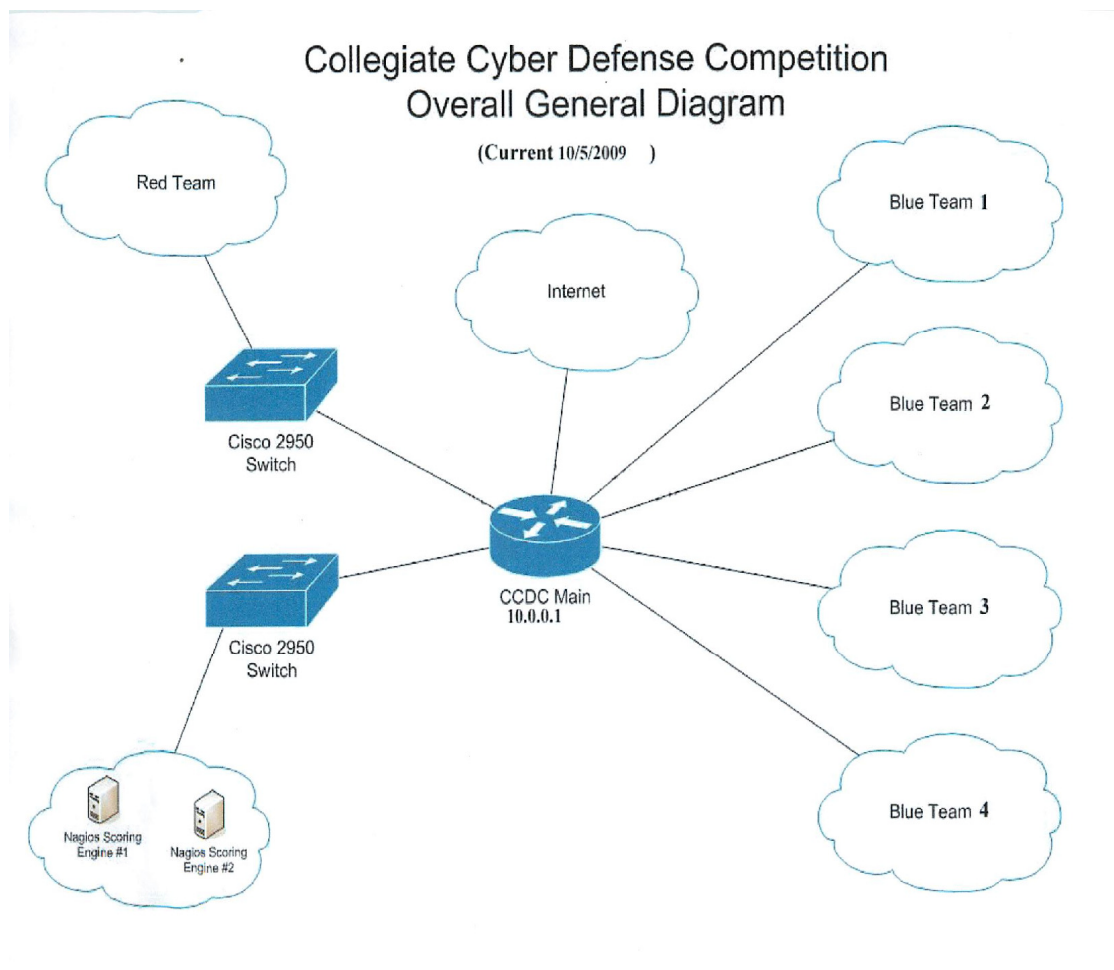 Collegiate Cyber Defense Competition
Overall General Diagram
(Current 10/5/2009 )
Red Team
Internet
Blue Team 1
Blue Team 2
Cisco 2950
Switch
CCDC Main
10.0.0.1
Blue Team 3
Cisco 2950
Switch
Blue Team 4
Nagios Scoring
Engine #1
Nagios Scoring
Engine #2